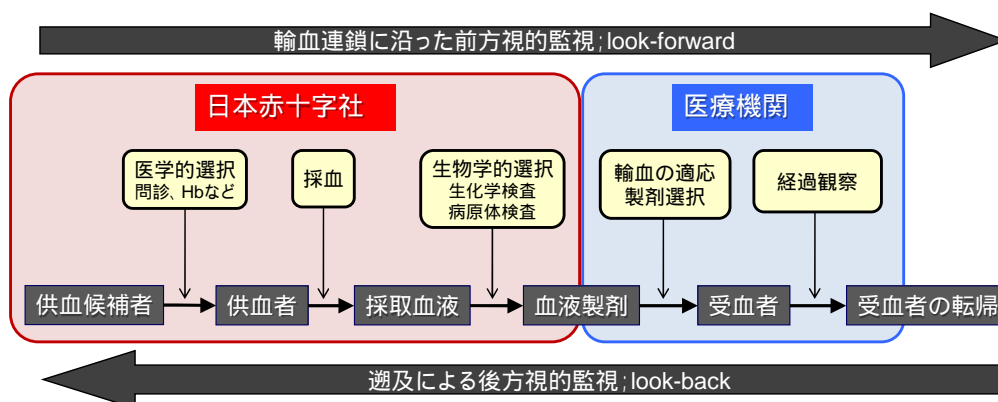 輸血連鎖に沿った前方視的監視;look-forward
日本赤十字社
医療機関
医学的選択
問診、Hbなど
採血
生物学的選択
生化学検査
病原体検査
輸血の適応
製剤選択
経過観察
供血候補者
供血者
採取血液
血液製剤
受血者
受血者の転帰
遡及による後方視的監視;look-back